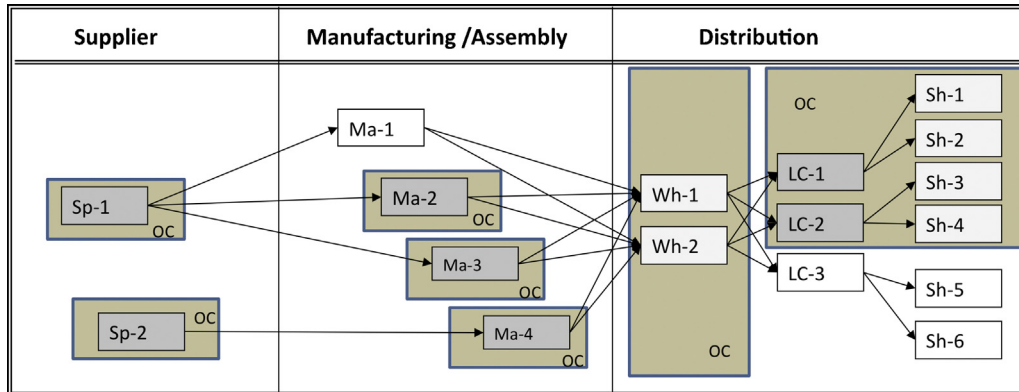 Supplier
Manufacturing /Assembly
Distribution
Sp-1
OC
Sp-2
OC
Ma-1
Ma-2
OC
Ma-3
OC
Ma-4
OC
Wh-1
Wh-2
OC
OC
LC-1
LC-2
LC-3
Sh-1
Sh-2
Sh-3
Sh-4
Sh-5
Sh-6